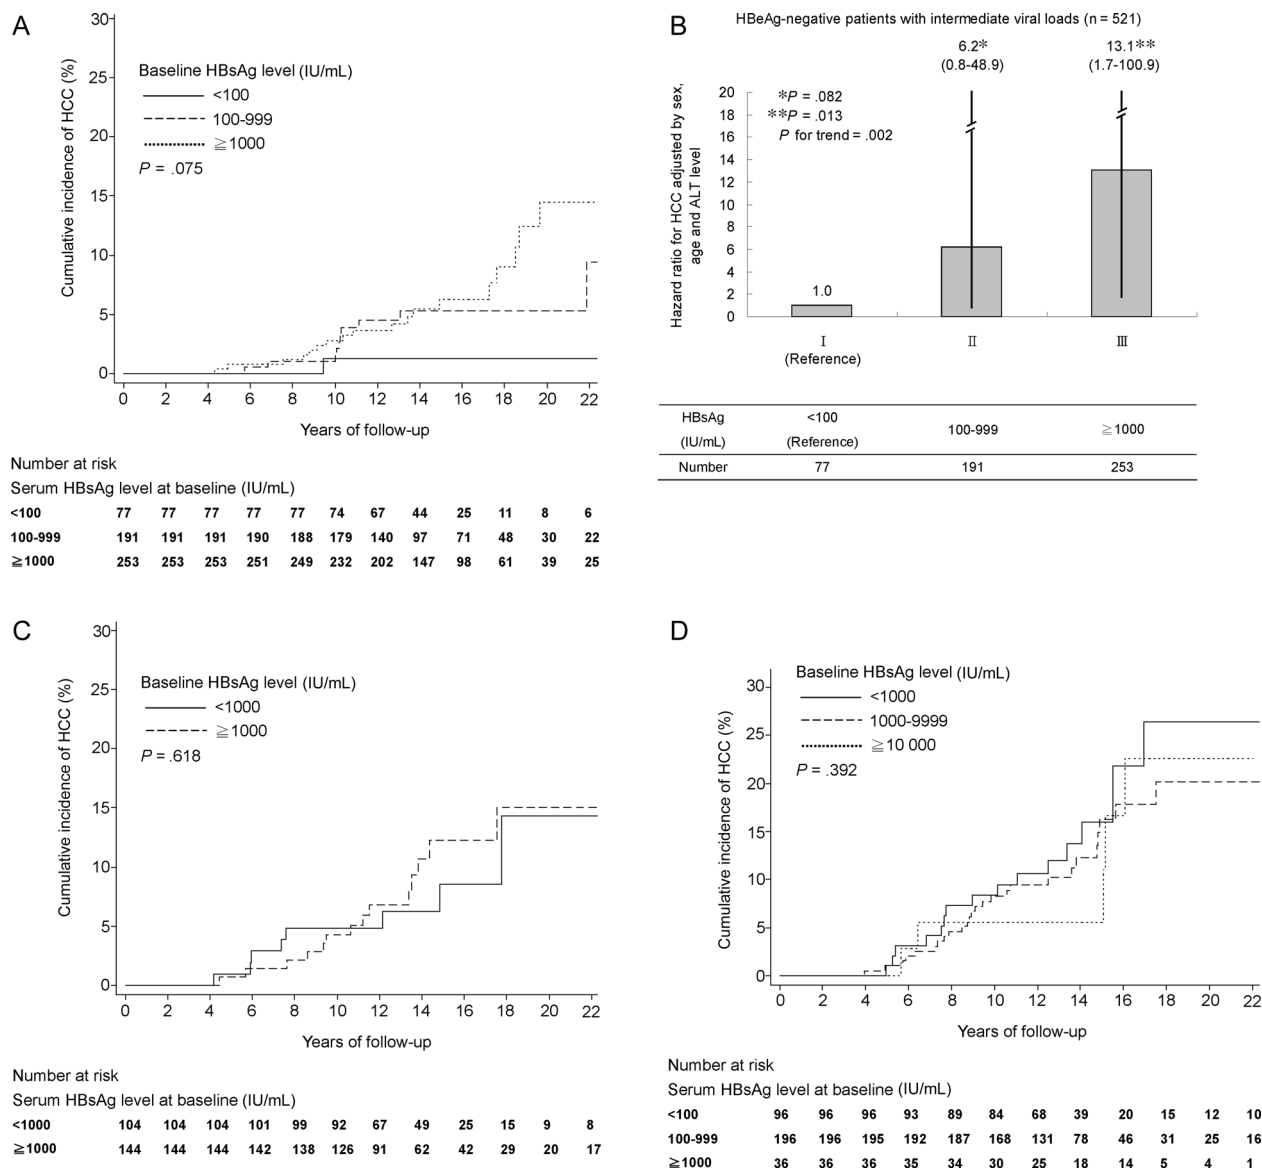 A
Cumulative incidence of HCC (%)
30
25
20
15
10
5
0
Baseline HBsAg level (IU/mL)
<100
100-999
≧1000
P = .075
0 2 4 6 8 10 12 14 16 18 20 22
Years of follow-up
Number at risk
Serum HBsAg level at baseline (IU/mL)
<100 77 77 77 77 77 74 67 44 25 11 8 6
100-999 191 191 191 190 188 179 140 97 71 48 30 22
≧1000 253 253 253 251 249 232 202 147 98 61 39 25
B
HBeAg-negative patients with intermediate viral loads (n = 521)
6.2* 13.1**
(0.8-48.9) (1.7-100.9)
Hazard ratio for HCC adjusted by sex,
age and ALT level
20
18
16
14
12
10
8
6
4
2
0
*P = .082
**P = .013
P for trend = .002
1.0
Ⅰ Ⅱ Ⅲ
(Reference)
HBsAg <100
(IU/mL) (Reference) 100-999 ≧1000
Number 77 191 253
C
Cumulative incidence of HCC (%)
30
25
20
15
10
5
0
Baseline HBsAg level (IU/mL)
<1000
≧1000
P = .618
0 2 4 6 8 10 12 14 16 18 20 22
Years of follow-up
Number at risk
Serum HBsAg level at baseline (IU/mL)
<1000 104 104 104 101 99 92 67 49 25 15 9 8
≧1000 144 144 144 142 138 126 91 62 42 29 20 17
D
Cumulative incidence of HCC (%)
30
25
20
15
10
5
0
Baseline HBsAg level (IU/mL)
<1000
1000-9999
≧10 000
P = .392
0 2 4 6 8 10 12 14 16 18 20 22
Years of follow-up
Number at risk
Serum HBsAg level at baseline (IU/mL)
<100 96 96 96 93 89 84 68 39 20 15 12 10
100-999 196 196 195 192 187 168 131 78 46 31 25 16
≧1000 36 36 36 35 34 30 25 18 14 5 4 1